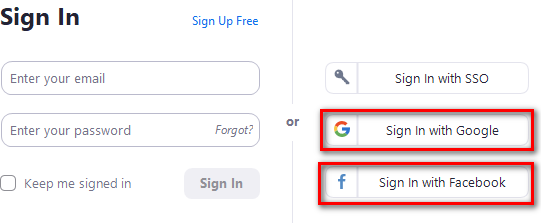 Sign In
Sign Up Free
Enter your email
Enter your password
Forgot?
Keep me signed in
Sign In
or
Sign In with SSO
Sign In with Google
Sign In with Facebook